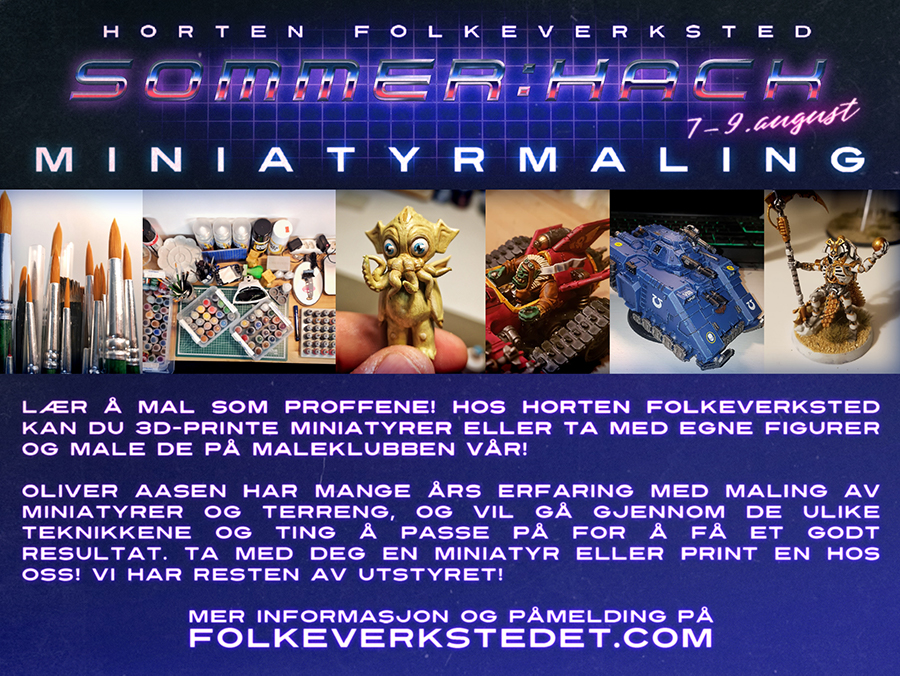 HORTEN FOLKEVERKSTED
SOMMER:HACK
7-9.august
MINIATYRMALING
LÆR Å MAL SOM PROFFENE! HOS HORTEN FOLKEVERKSTED
KAN DU 3D-PRINTE MINIATYRER ELLER TA MED EGNE FIGURER
OG MALE DE PÅ MALEKLUBBEN VÅR!
OLIVER AASEN HAR MANGE ÅRS ERFARING MED MALING AV
MINIATYRER OG TERRENG, OG VIL GÅ GJENNOM DE ULIKE
TEKNIKKENE OG TING Å PASSE PÅ FOR Å FÅ ET GODT
RESULTAT. TA MED DEG EN MINIATYR ELLER PRINT EN HOS
OSS! VI HAR RESTEN AV UTSTYRET!
MER INFORMASJON OG PÅMELDING PÅ
FOLKEVERKSTEDET.COM